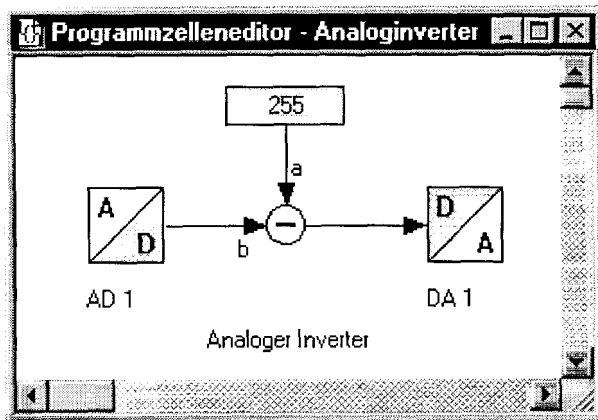 Programmzelleneditor - Analoginverter
255
a
A
D
b
−
D
A
AD 1
DA 1
Analoger Inverter